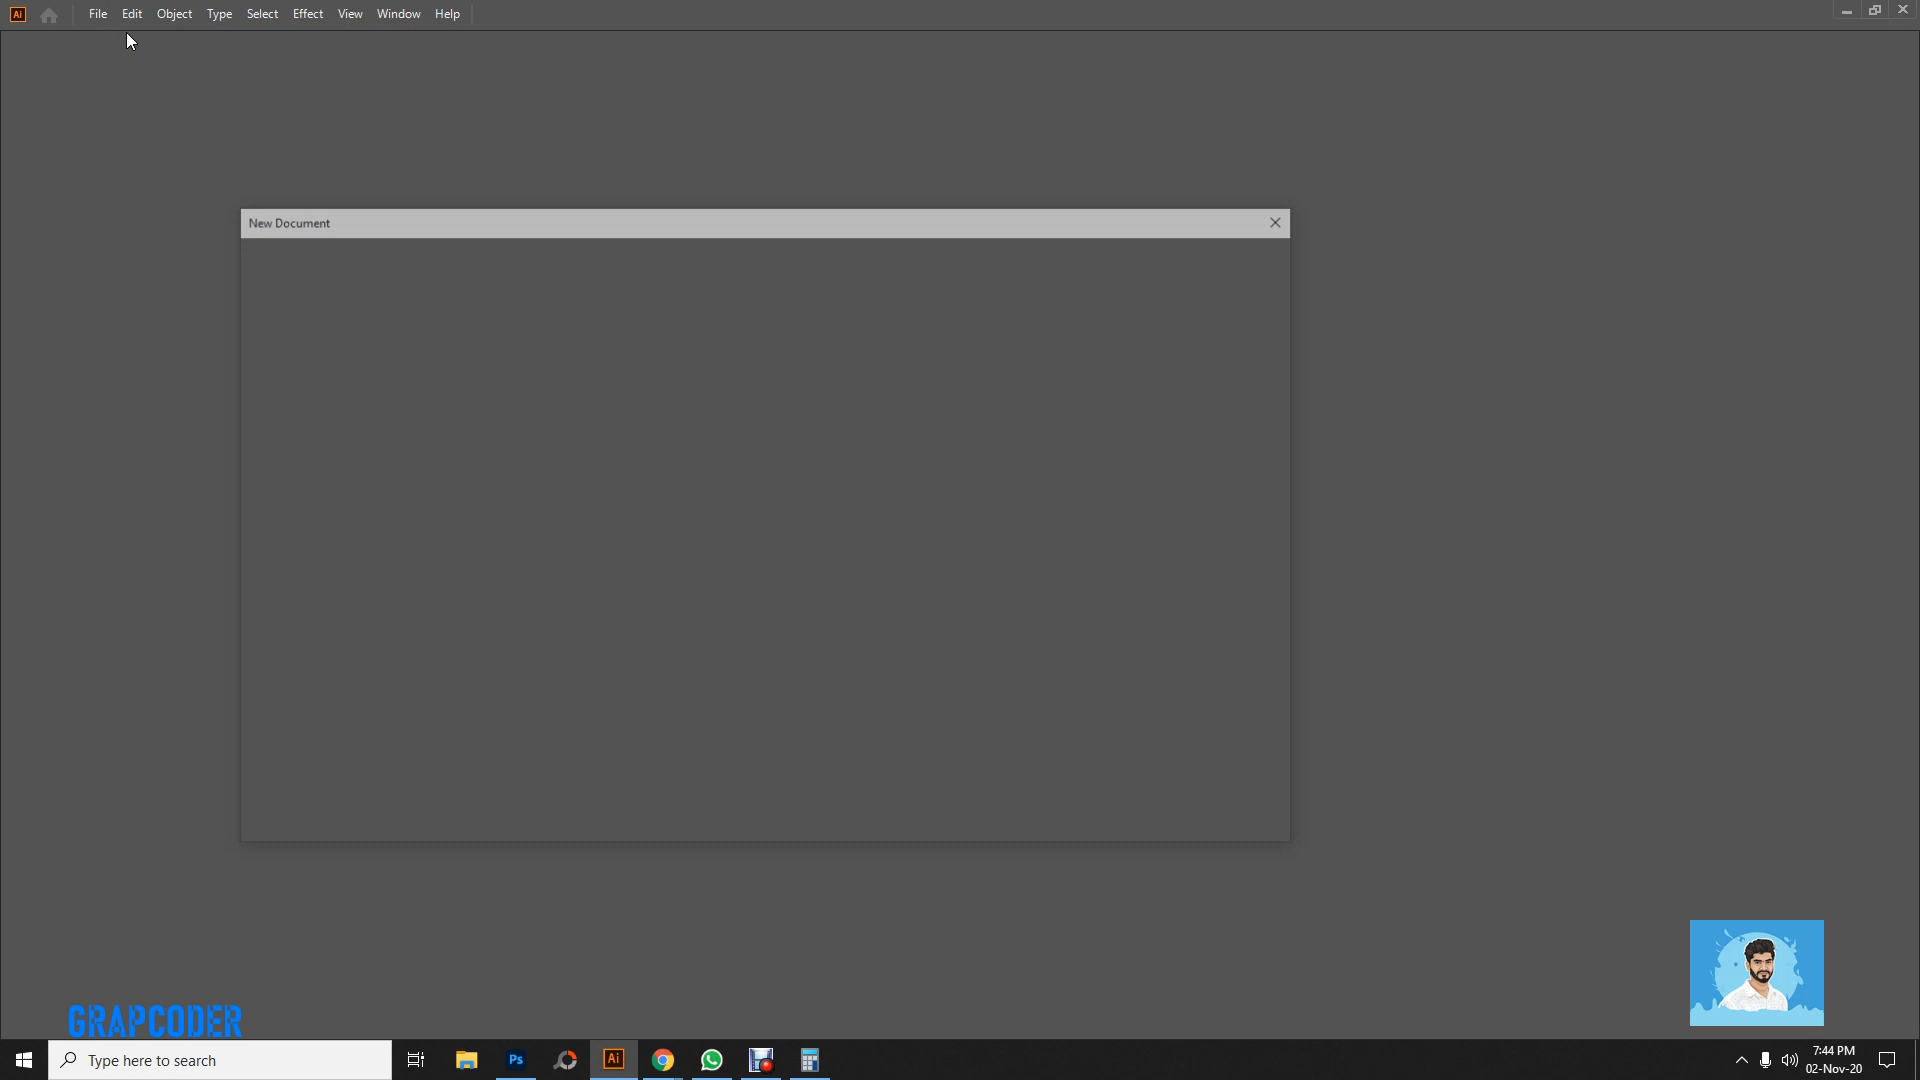 Ai File Edit Object Type Select Effect View Window Help
New Document
GRAPCODER
Type here to search
Ps
Ai
7:44 PM
02-Nov-20